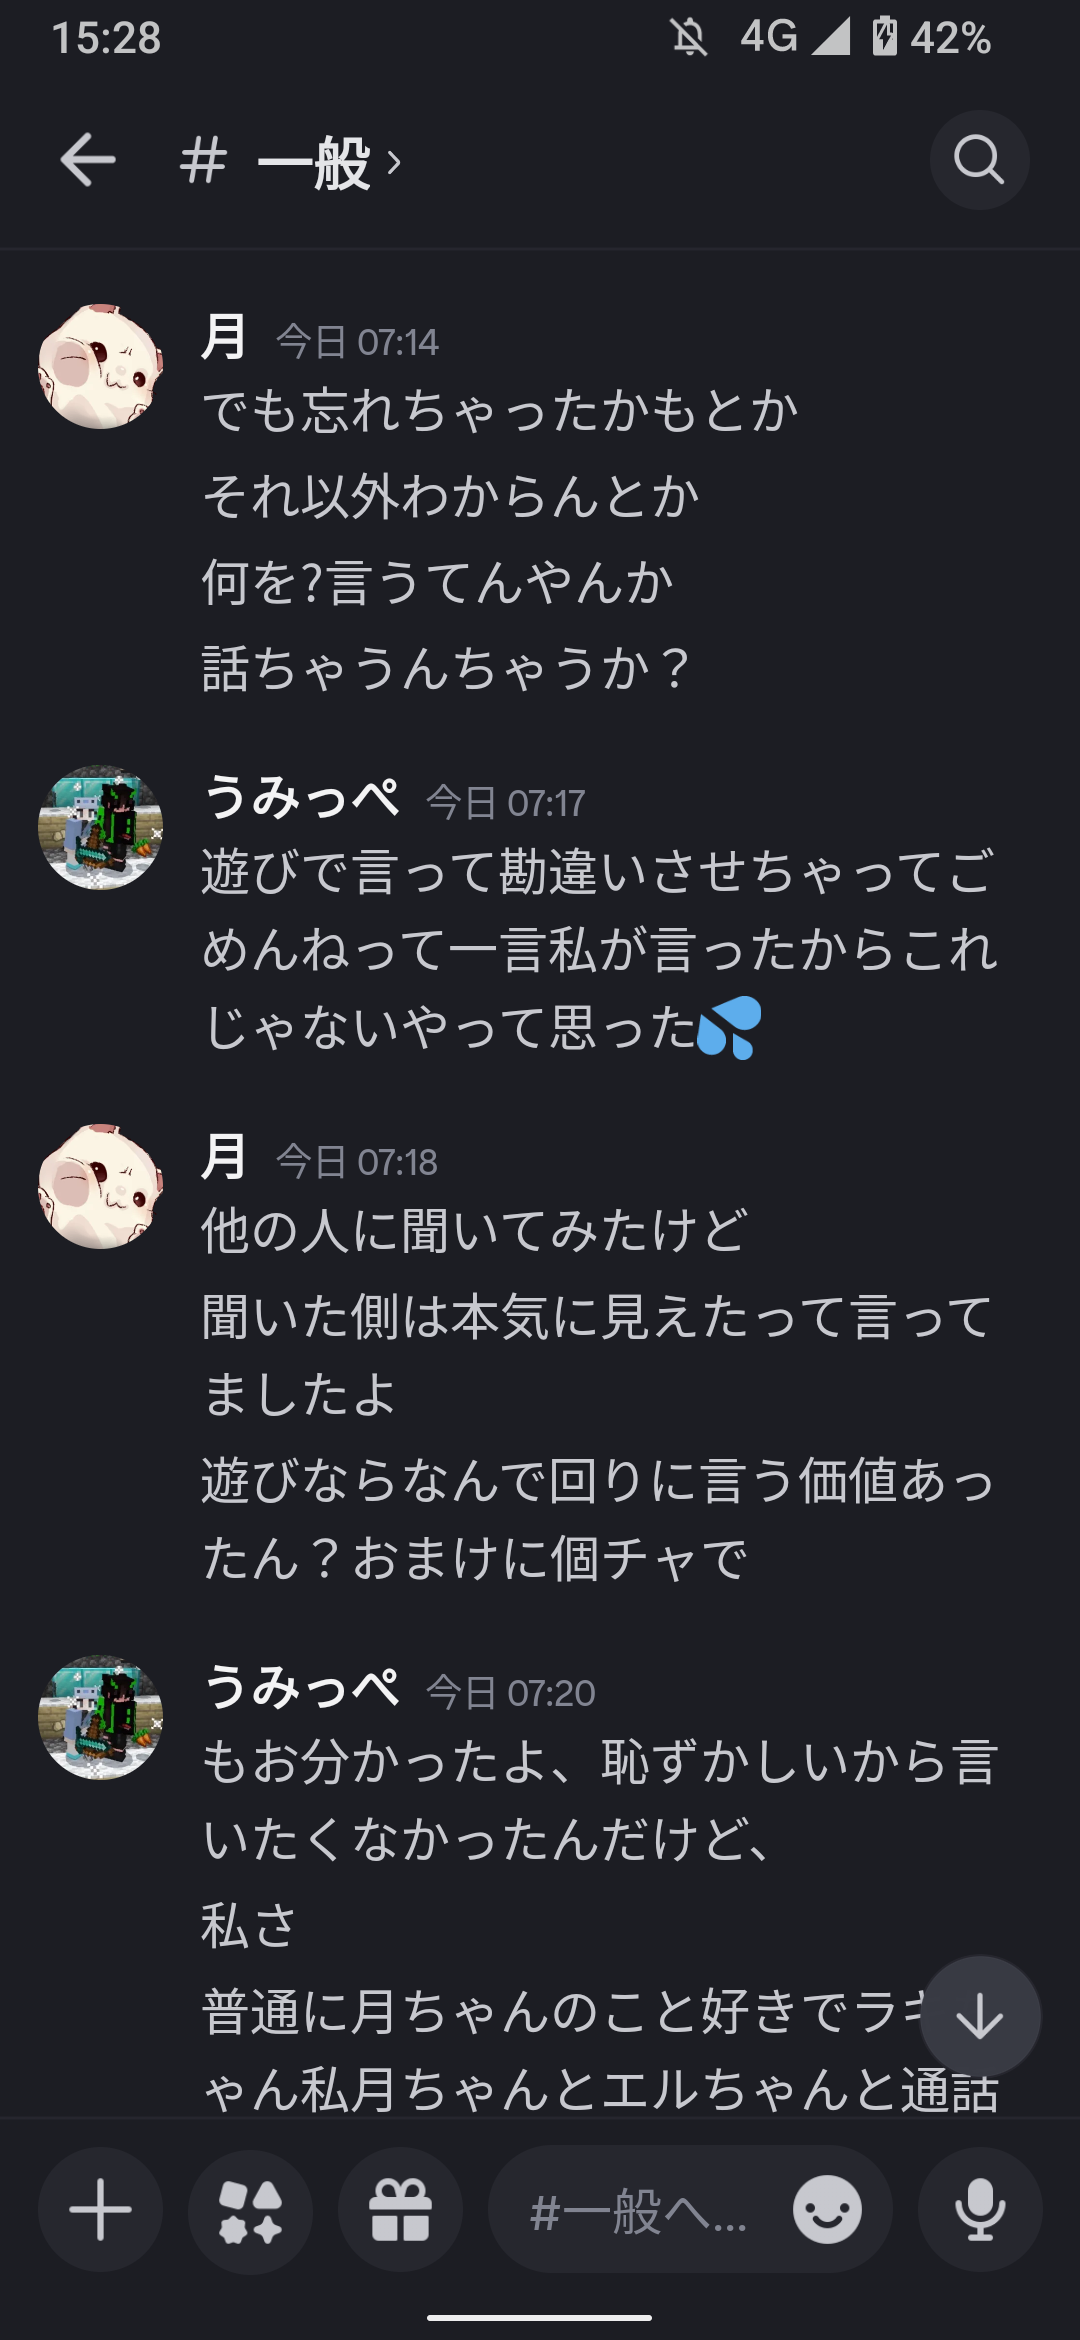 15:28 4G 42%
# 一般 ›
月 今日 07:14
でも忘れちゃったかもとか
それ以外わからんとか
何を?言うてんやんか
話ちゃうんちゃうか？
うみっぺ 今日 07:17
遊びで言って勘違いさせちゃってご
めんねって一言私が言ったからこれ
じゃないやって思った💦
月 今日 07:18
他の人に聞いてみたけど
聞いた側は本気に見えたって言って
ましたよ
遊びならなんで回りに言う価値あっ
たん？おまけに個チャで
うみっぺ 今日 07:20
もお分かったよ、恥ずかしいから言
いたくなかったんだけど、
私さ
普通に月ちゃんのこと好きでラキ
ゃん私月ちゃんとエルちゃんと通話
#一般へ...